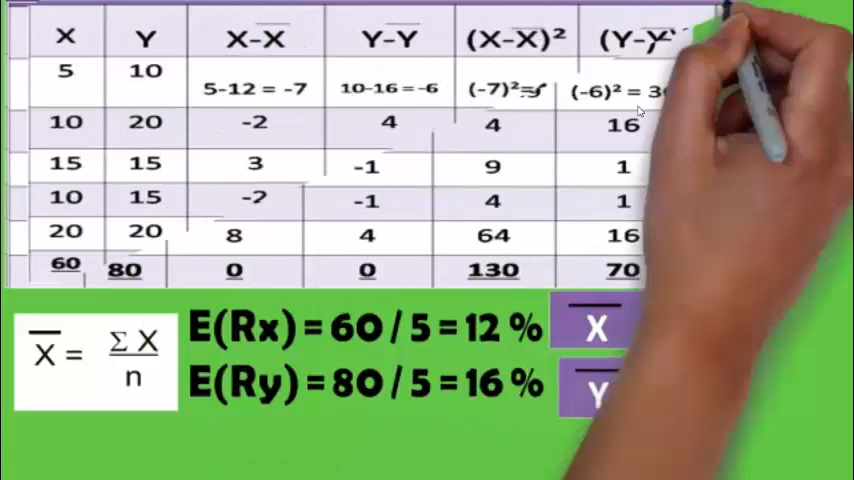 X Y X-X̅ Y-Y̅ (X-X̅)² (Y-Y̅
5 10 5-12 = -7 10-16 = -6 (-7)²= (-6)² = 3
10 20 -2 4 4 16
15 15 3 -1 9 1
10 15 -2 -1 4 1
20 20 8 4 64 16
60 80 0 0 130 70
X̅ = Σ X / n
E(Rx) = 60 / 5 = 12 % X̅
E(Ry) = 80 / 5 = 16 % Y̅